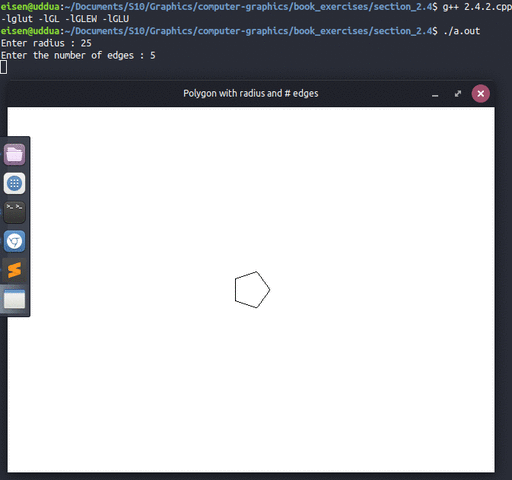 eisen@uddua:~/Documents/S10/Graphics/computer-graphics/book_exercises/section_2.4$ g++ 2.4.2.cpp
-lglut -lGL -lGLEW -lGLU
eisen@uddua:~/Documents/S10/Graphics/computer-graphics/book_exercises/section_2.4$ ./a.out
Enter radius : 25
Enter the number of edges : 5
Polygon with radius and # edges